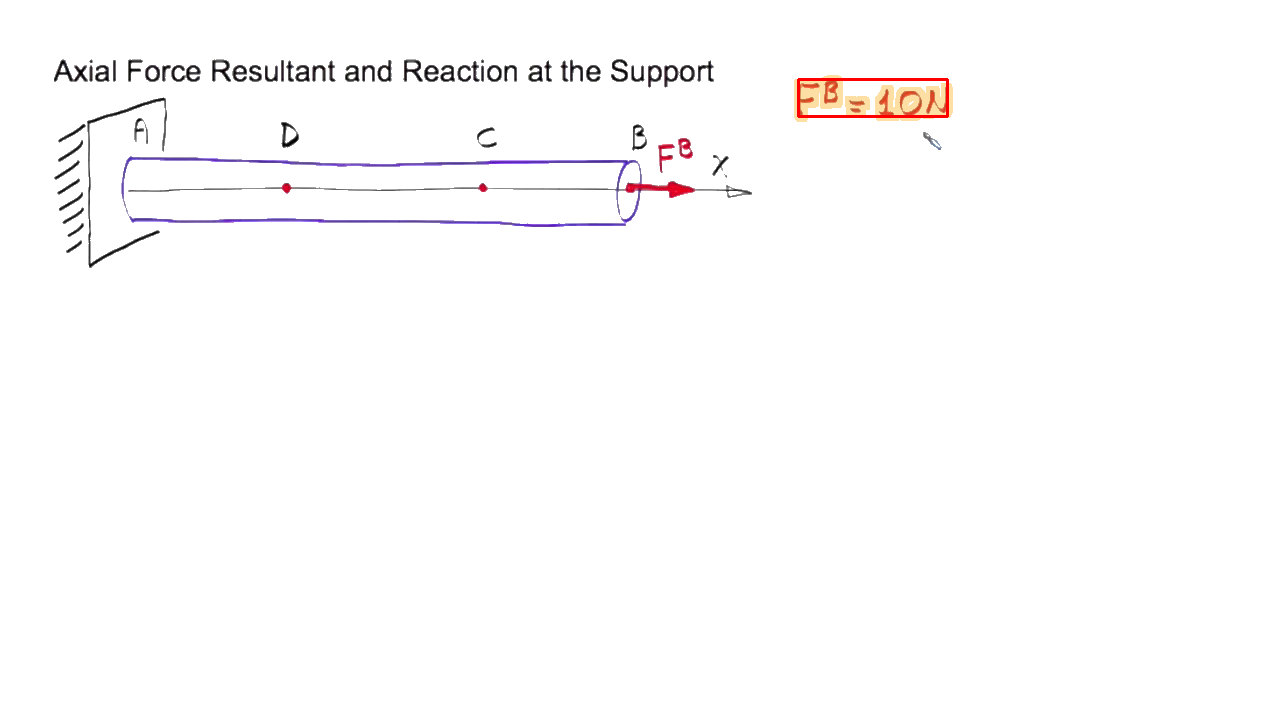 Axial Force Resultant and Reaction at the Support
F^B = 10N
A D C B
F^B X